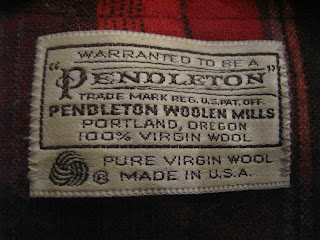 WARRANTED TO BE A
"PENDLETON"
TRADE MARK REG. U.S. PAT. OFF.
PENDLETON WOOLEN MILLS
PORTLAND, OREGON
100% VIRGIN WOOL
PURE VIRGIN WOOL
® MADE IN U.S.A.